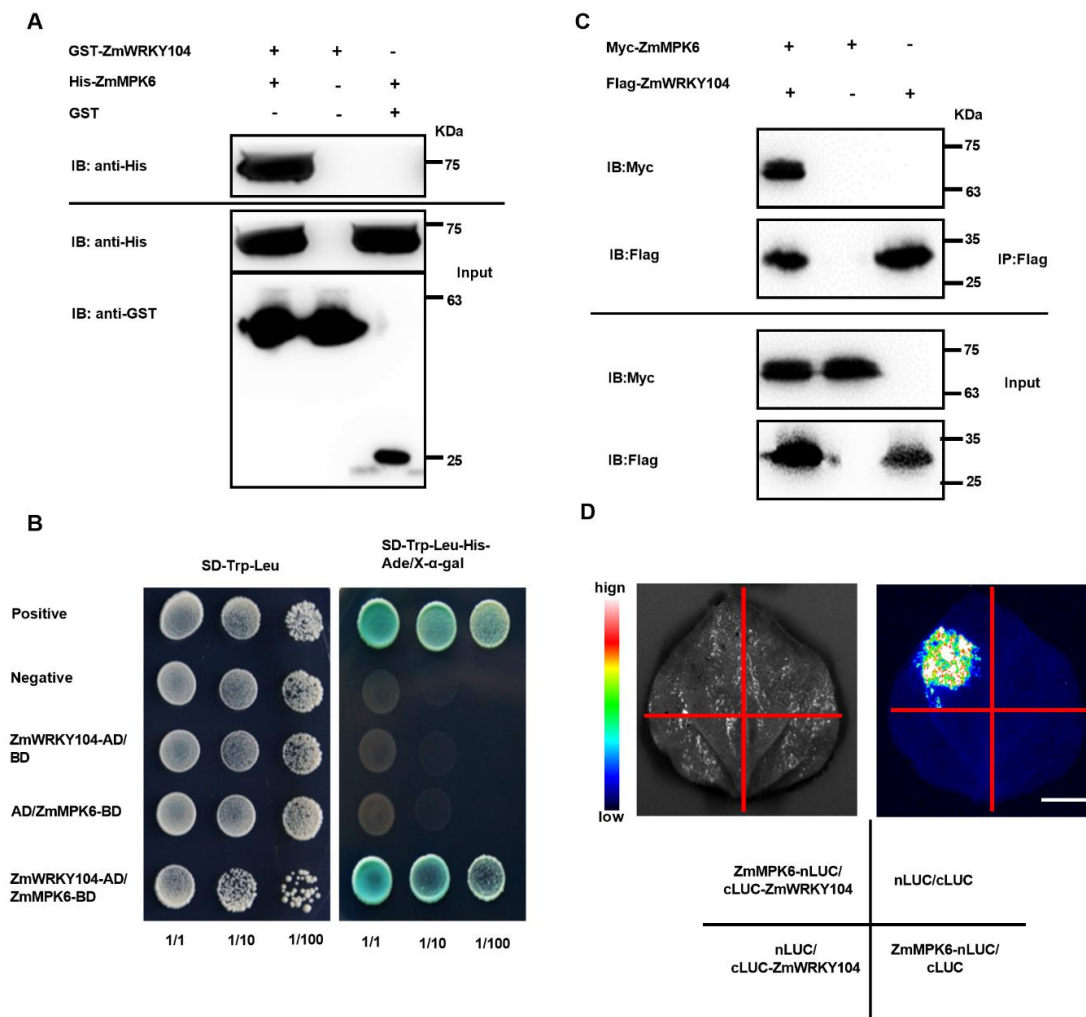 A
GST-ZmWRKY104 + + -
His-ZmMPK6 + - +
GST - - +
KDa
IB: anti-His 75
IB: anti-His 75
Input
IB: anti-GST 63
25
B
SD-Trp-Leu
SD-Trp-Leu-His-
Ade/X-α-gal
Positive
Negative
ZmWRKY104-AD/
BD
AD/ZmMPK6-BD
ZmWRKY104-AD/
ZmMPK6-BD
1/1 1/10 1/100 1/1 1/10 1/100
C
Myc-ZmMPK6 + + -
Flag-ZmWRKY104 + - +
KDa
75
IB:Myc
63
35
IB:Flag IP:Flag
25
75
IB:Myc Input
63
35
IB:Flag
25
D
hign
low
ZmMPK6-nLUC/
cLUC-ZmWRKY104
nLUC/cLUC
nLUC/
cLUC-ZmWRKY104
ZmMPK6-nLUC/
cLUC